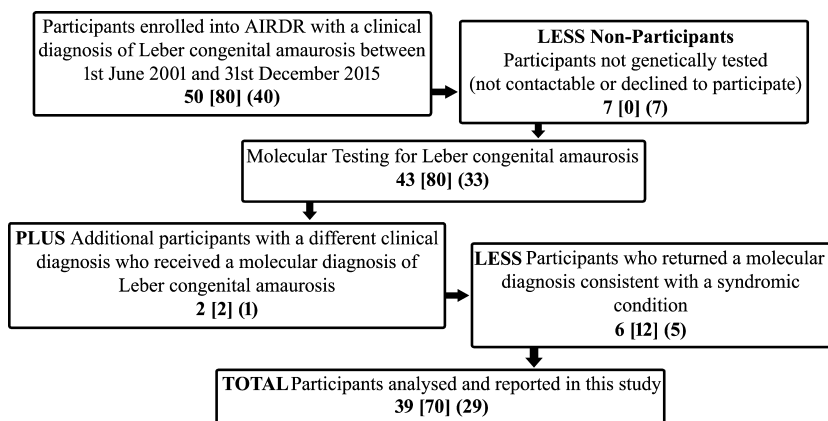 Participants enrolled into AIRDR with a clinical
diagnosis of Leber congenital amaurosis between
1st June 2001 and 31st December 2015
50 [80] (40)
LESS Non-Participants
Participants not genetically tested
(not contactable or declined to participate)
7 [0] (7)
Molecular Testing for Leber congenital amaurosis
43 [80] (33)
PLUS Additional participants with a different clinical
diagnosis who received a molecular diagnosis of
Leber congenital amaurosis
2 [2] (1)
LESS Participants who returned a molecular
diagnosis consistent with a syndromic
condition
6 [12] (5)
TOTAL Participants analysed and reported in this study
39 [70] (29)